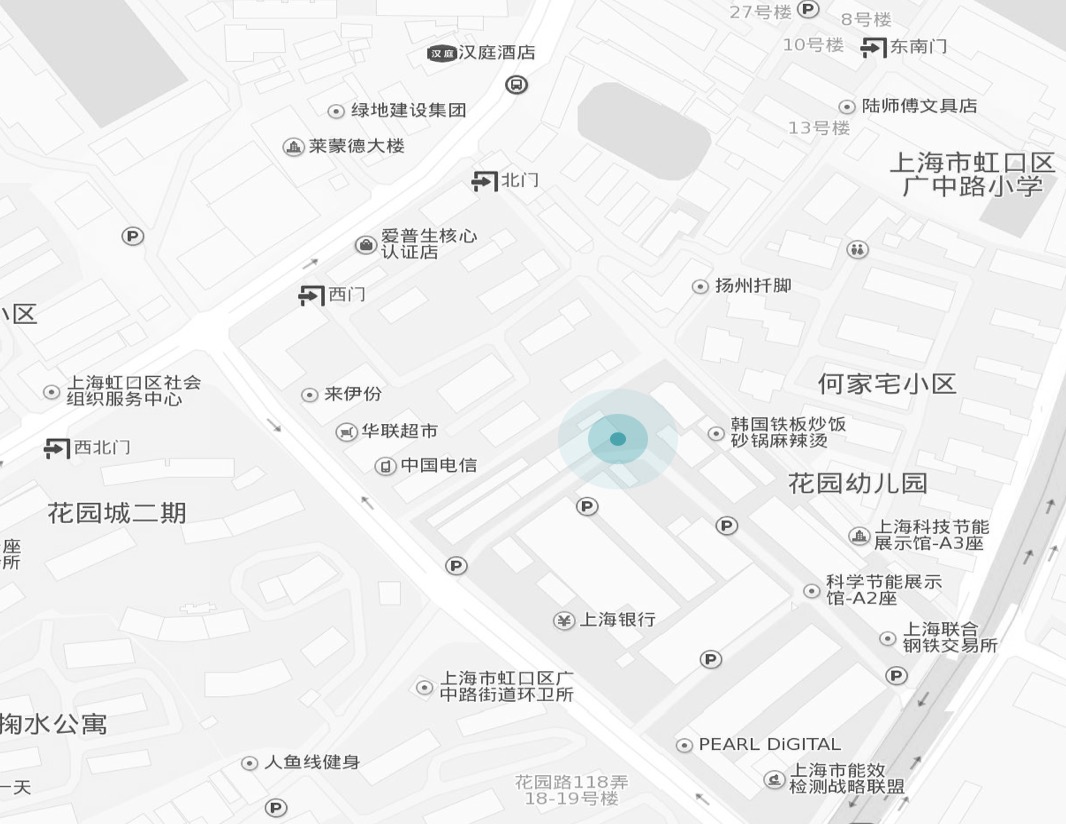 27号楼
P
8号楼
10号楼
东南门
汉庭
汉庭酒店
绿地建设集团
陆师傅文具店
13号楼
莱蒙德大楼
上海市虹口区
广中路小学
北门
P
爱普生核心
认证店
西门
扬州扦脚
小区
上海虹口区社会
组织服务中心
来伊份
何家宅小区
华联超市
韩国铁板炒饭
砂锅麻辣烫
西北门
中国电信
花园幼儿园
花园城二期
P
P
上海科技节能
展示馆-A3座
座
所
P
科学节能展示
馆-A2座
上海银行
上海联合
钢铁交易所
P
P
上海市虹口区广
中路街道环卫所
掬水公寓
PEARL DiGITAL
人鱼线健身
上海市能效
检测战略联盟
一天
花园路118弄
18-19号楼
P